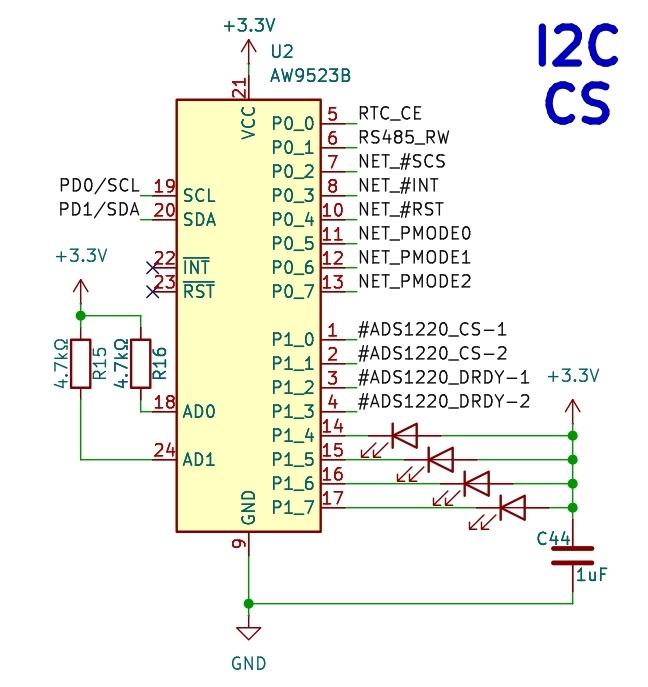 +3.3V
I2C
CS
U2
AW9523B
21
VCC
P0_0 5 RTC_CE
P0_1 6 RS485_RW
P0_2 7 NET_#SCS
PD0/SCL 19 SCL P0_3 8 NET_#INT
PD1/SDA 20 SDA P0_4 10 NET_#RST
P0_5 11 NET_PMODE0
+3.3V 22 INT P0_6 12 NET_PMODE1
23 RST P0_7 13 NET_PMODE2
P1_0 1 #ADS1220_CS-1
4.7kΩ R15 4.7kΩ R16 P1_1 2 #ADS1220_CS-2
P1_2 3 #ADS1220_DRDY-1 +3.3V
18 AD0 P1_3 4 #ADS1220_DRDY-2
P1_4 14
24 AD1 P1_5 15
P1_6 16
GND P1_7 17
9 C44
1uF
GND